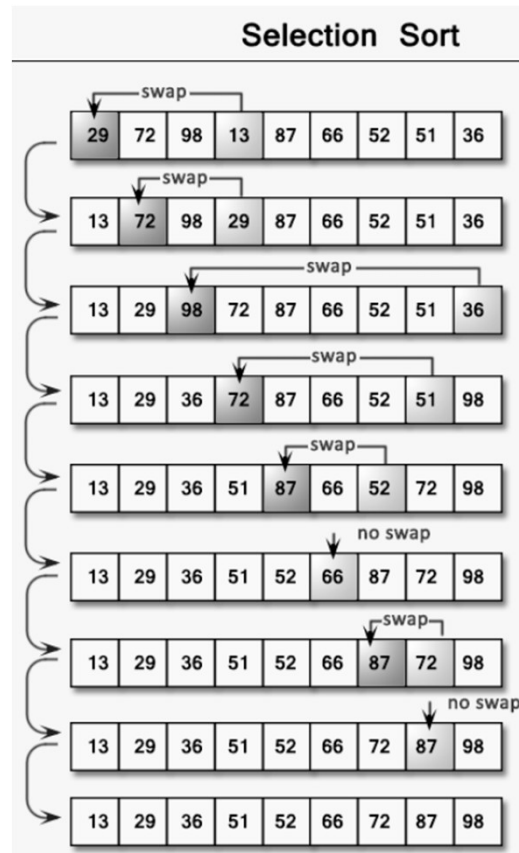 Selection Sort
swap
29 72 98 13 87 66 52 51 36
swap
13 72 98 29 87 66 52 51 36
swap
13 29 98 72 87 66 52 51 36
swap
13 29 36 72 87 66 52 51 98
swap
13 29 36 51 87 66 52 72 98
no swap
13 29 36 51 52 66 87 72 98
swap
13 29 36 51 52 66 87 72 98
no swap
13 29 36 51 52 66 72 87 98
13 29 36 51 52 66 72 87 98